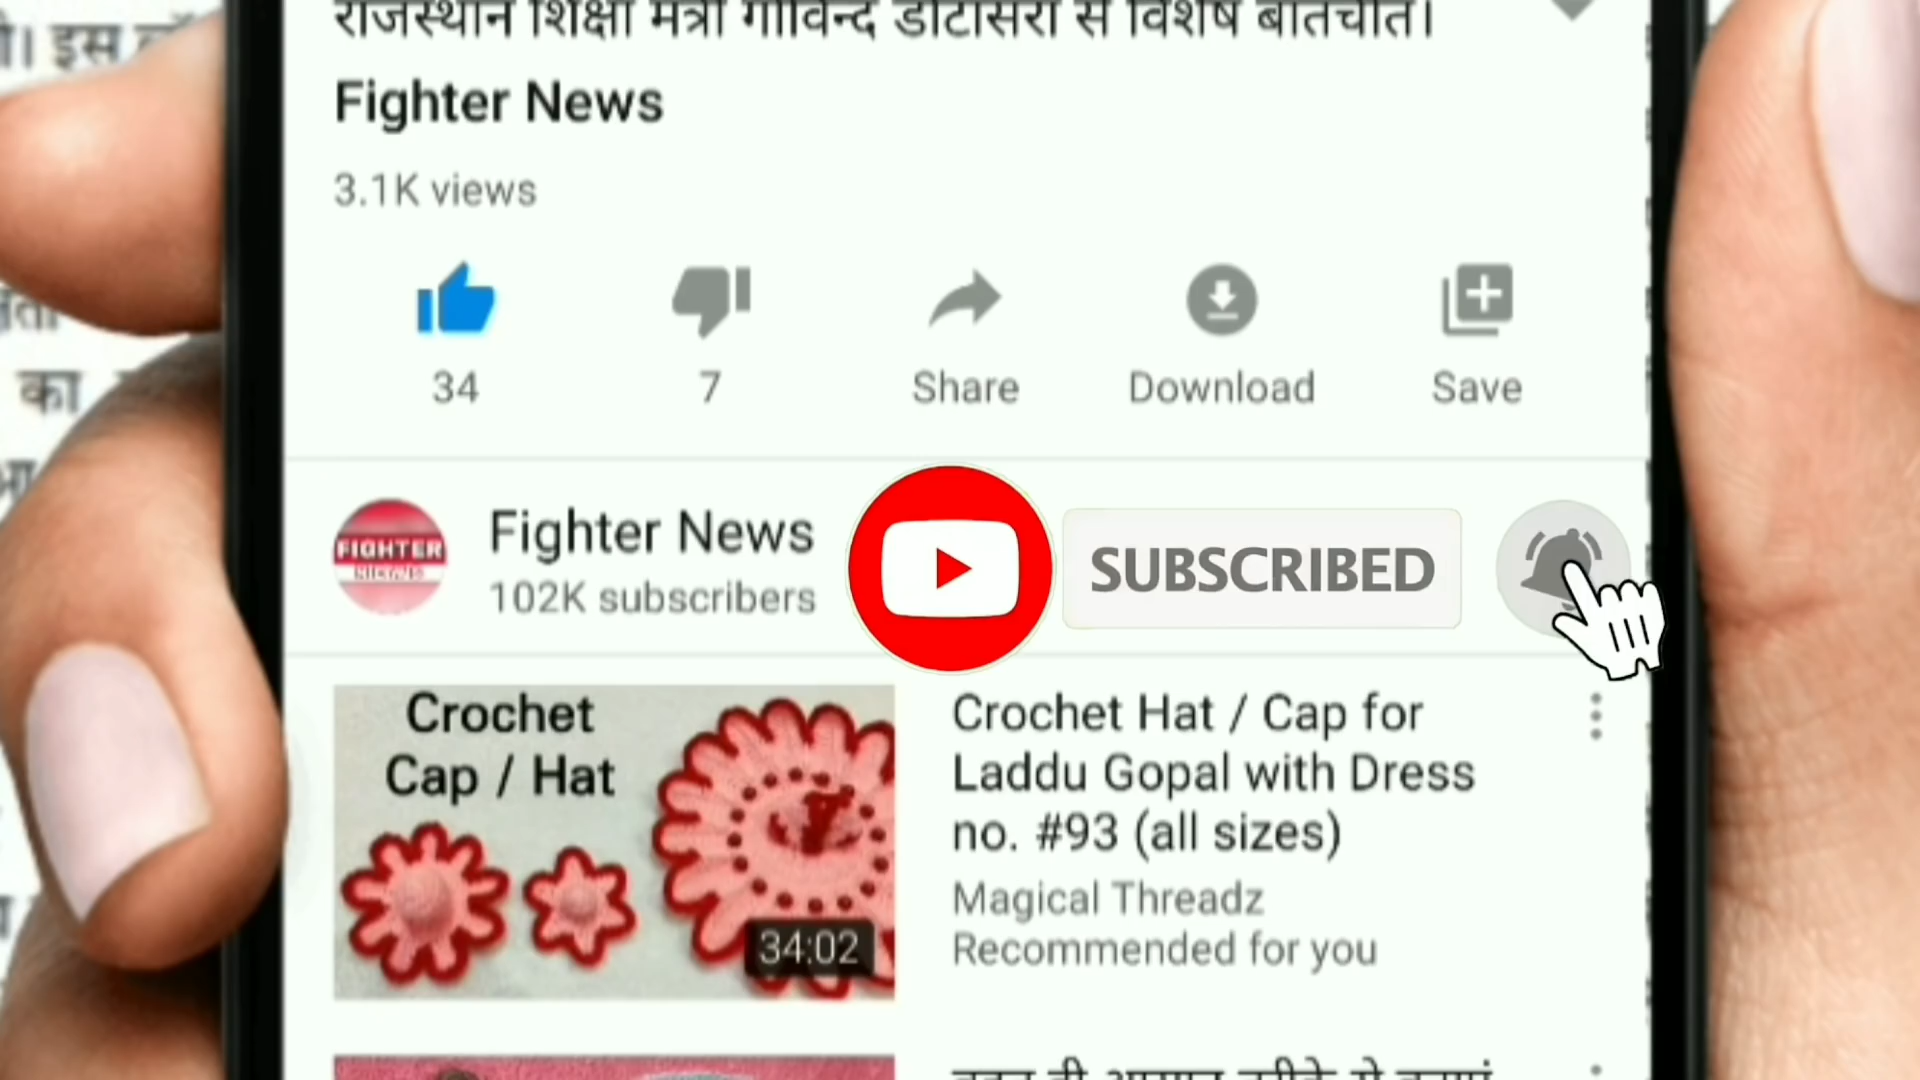 राजस्थान शिक्षा मंत्री गोविन्द डोटासरा से विशेष बातचीत।
। इस
Fighter News
3.1K views
34
7
Share
Download
Save
का
Fighter News
102K subscribers
FIGHTER
SUBSCRIBED
Crochet
Cap / Hat
34:02
Crochet Hat / Cap for
Laddu Gopal with Dress
no. #93 (all sizes)
Magical Threadz
Recommended for you